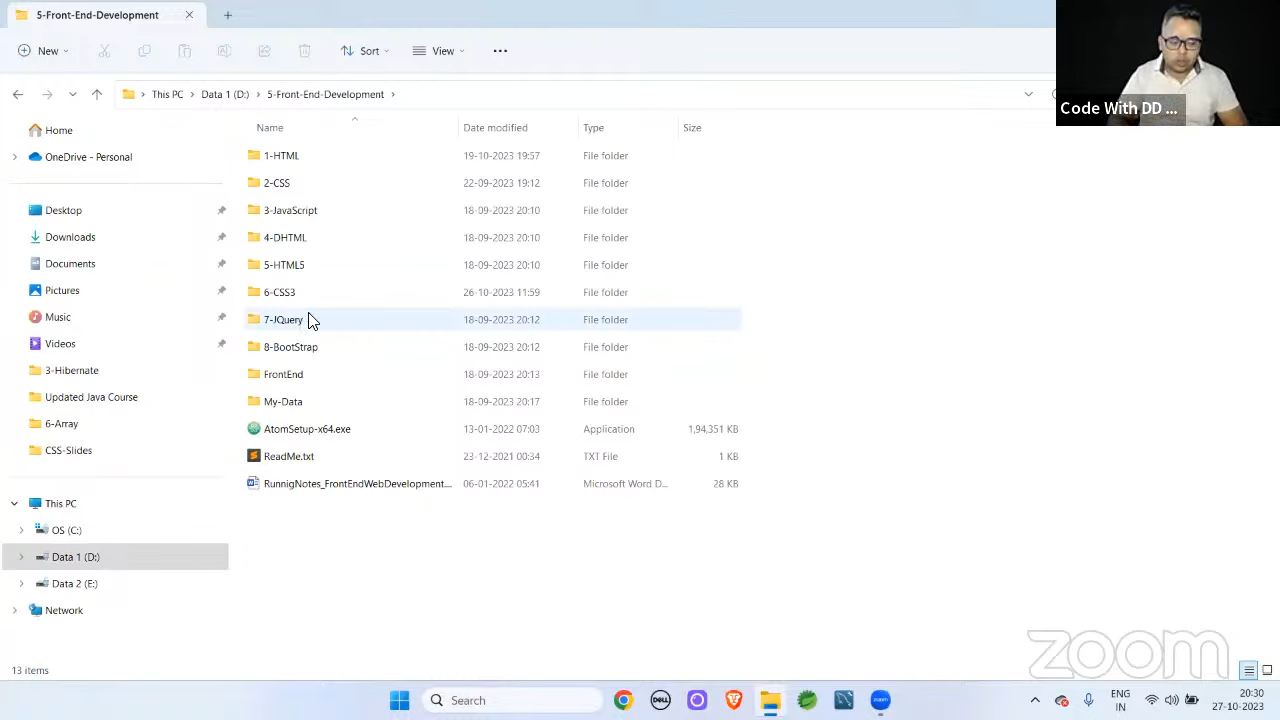 5-Front-End-Development
New
Sort
View
This PC
Data 1 (D:)
5-Front-End-Development
Code With DD ...
Home
OneDrive - Personal
Desktop
Downloads
Documents
Pictures
Music
Videos
3-Hibernate
Updated Java Course
6-Array
CSS-Slides
This PC
OS (C:)
Data 1 (D:)
Data 2 (E:)
Network
Name Date modified Type Size
1-HTML 19-10-2023 19:57 File folder
2-CSS 22-09-2023 19:12 File folder
3-JavaScript 18-09-2023 20:10 File folder
4-DHTML 18-09-2023 20:10 File folder
5-HTML5 18-09-2023 20:10 File folder
6-CSS3 26-10-2023 11:59 File folder
7-JQuery 18-09-2023 20:12 File folder
8-BootStrap 18-09-2023 20:12 File folder
FrontEnd 18-09-2023 20:13 File folder
My-Data 18-09-2023 20:17 File folder
AtomSetup-x64.exe 13-01-2022 07:03 Application 1,94,351 KB
ReadMe.txt 23-12-2021 00:34 TXT File 1 KB
RunnigNotes_FrontEndWebDevelopment... 06-01-2022 05:41 Microsoft Word D... 28 KB
zoom
13 items
Search
DELL
zoom
ENG
IN
20:30
27-10-2023